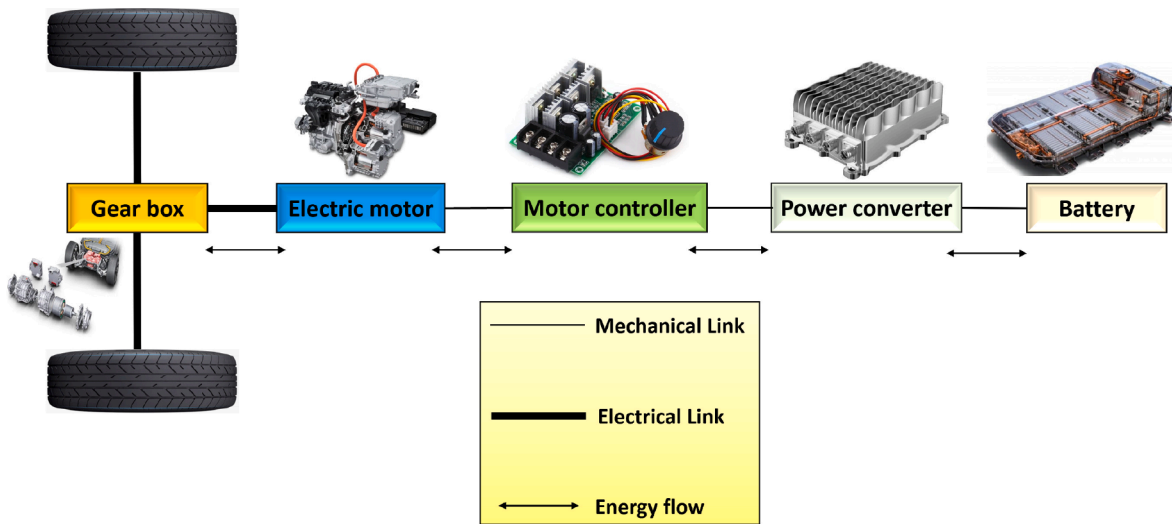 Gear box
Electric motor
Motor controller
Power converter
Battery
Mechanical Link
Electrical Link
Energy flow